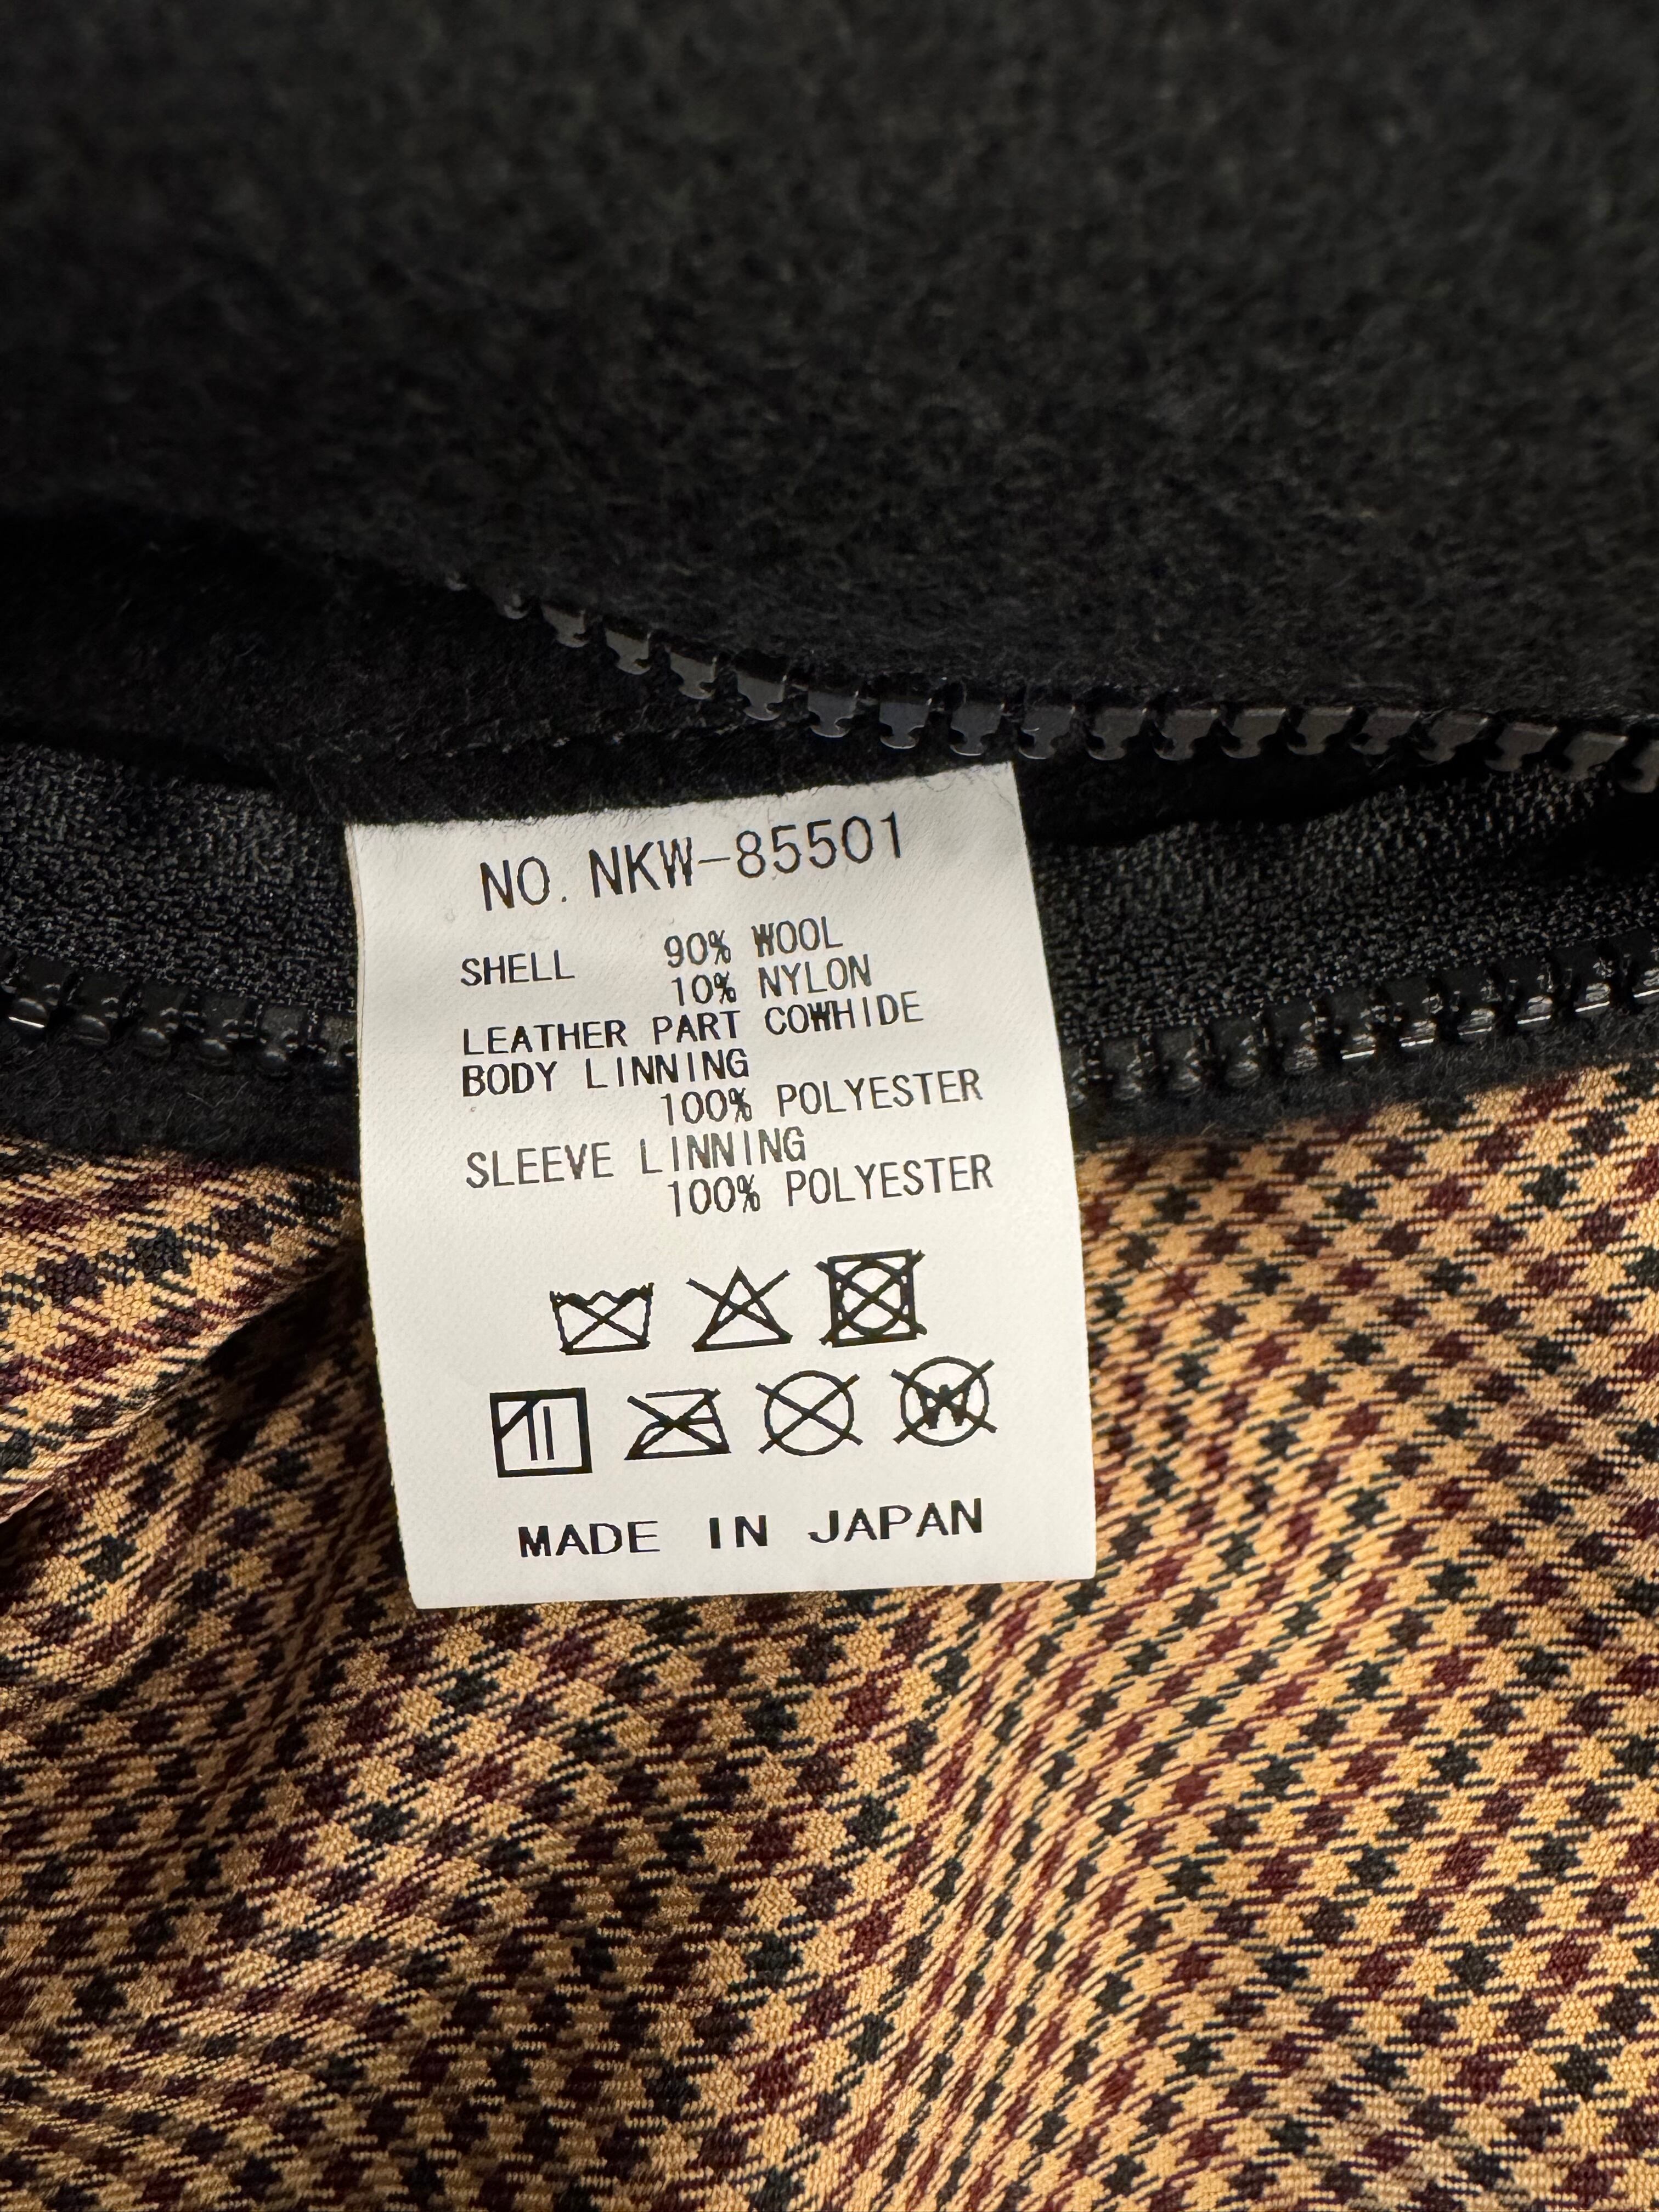 NO. NKW-85501
SHELL 90% WOOL
10% NYLON
LEATHER PART COWHIDE
BODY LINNING
100% POLYESTER
SLEEVE LINNING
100% POLYESTER
W
MADE IN JAPAN